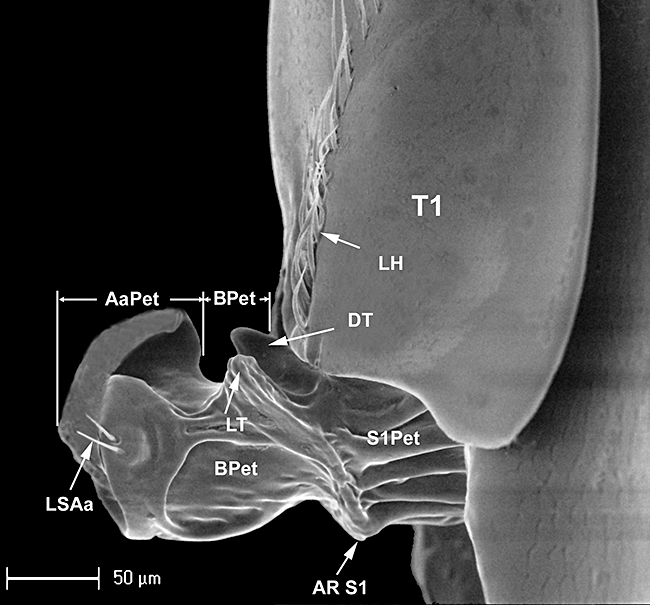 T1
LH
AaPet BPet
DT
LT
S1Pet
BPet
LSAa
50 µm
AR S1